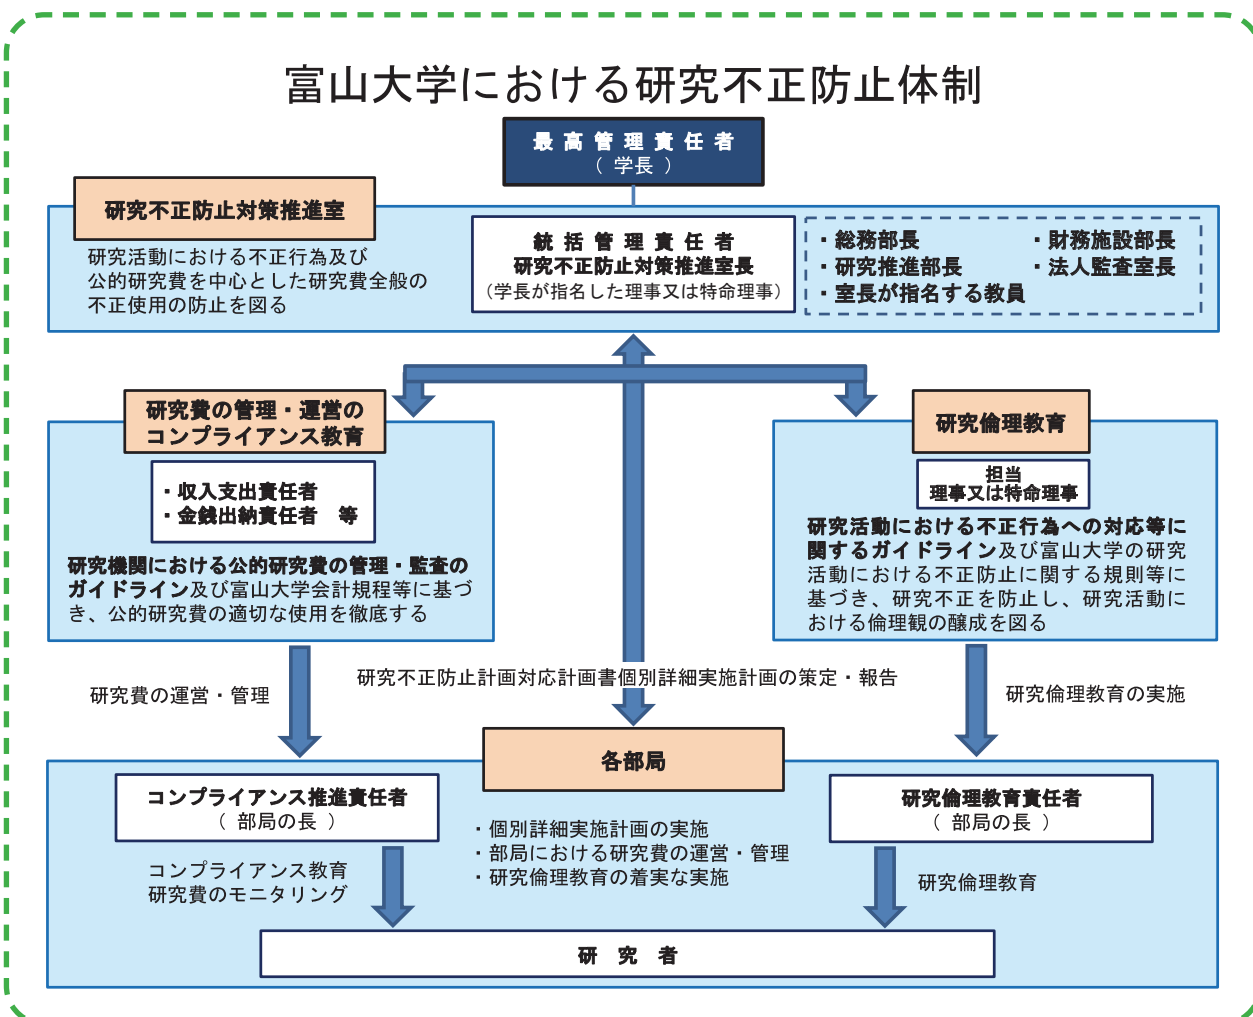 富山大学における研究不正防止体制
最高管理責任者
（ 学長 ）
研究不正防止対策推進室
研究活動における不正行為及び
公的研究費を中心とした研究費全般の
不正使用の防止を図る
統括管理責任者
研究不正防止対策推進室長
（学長が指名した理事又は特命理事）
・総務部長
・財務施設部長
・研究推進部長
・法人監査室長
・室長が指名する教員
研究費の管理・運営の
コンプライアンス教育
・収入支出責任者
・金銭出納責任者　等
研究機関における公的研究費の管理・監査の
ガイドライン及び富山大学会計規程等に基づ
き、公的研究費の適切な使用を徹底する
研究倫理教育
担当
理事又は特命理事
研究活動における不正行為への対応等に
関するガイドライン及び富山大学の研究
活動における不正防止に関する規則等に
基づき、研究不正を防止し、研究活動に
おける倫理観の醸成を図る
研究費の運営・管理
研究不正防止計画対応計画書個別詳細実施計画の策定・報告
研究倫理教育の実施
各部局
コンプライアンス推進責任者
（ 部局の長 ）
コンプライアンス教育
研究費のモニタリング
・個別詳細実施計画の実施
・部局における研究費の運営・管理
・研究倫理教育の着実な実施
研究倫理教育責任者
（ 部局の長 ）
研究倫理教育
研　究　者